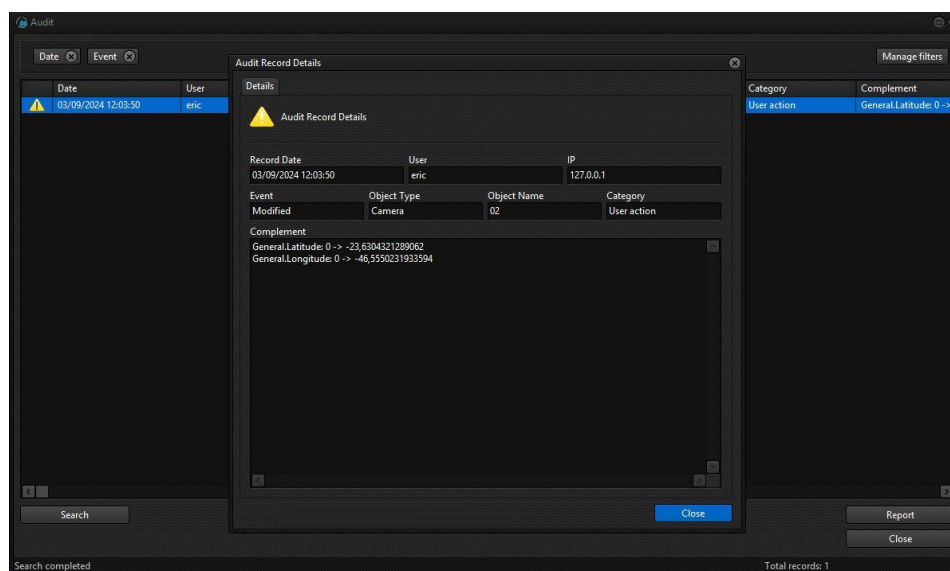 Audit
Date Event Manage filters
Date User Category Complement
03/09/2024 12:03:50 eric User action General.Latitude: 0 ->
Audit Record Details
Details
Audit Record Details
Record Date User IP
03/09/2024 12:03:50 eric 127.0.0.1
Event Object Type Object Name Category
Modified Camera 02 User action
Complement
General.Latitude: 0 -> -23,6304321289062
General.Longitude: 0 -> -46,5550231933594
Close
Search Report
Close
Search completed Total records: 1